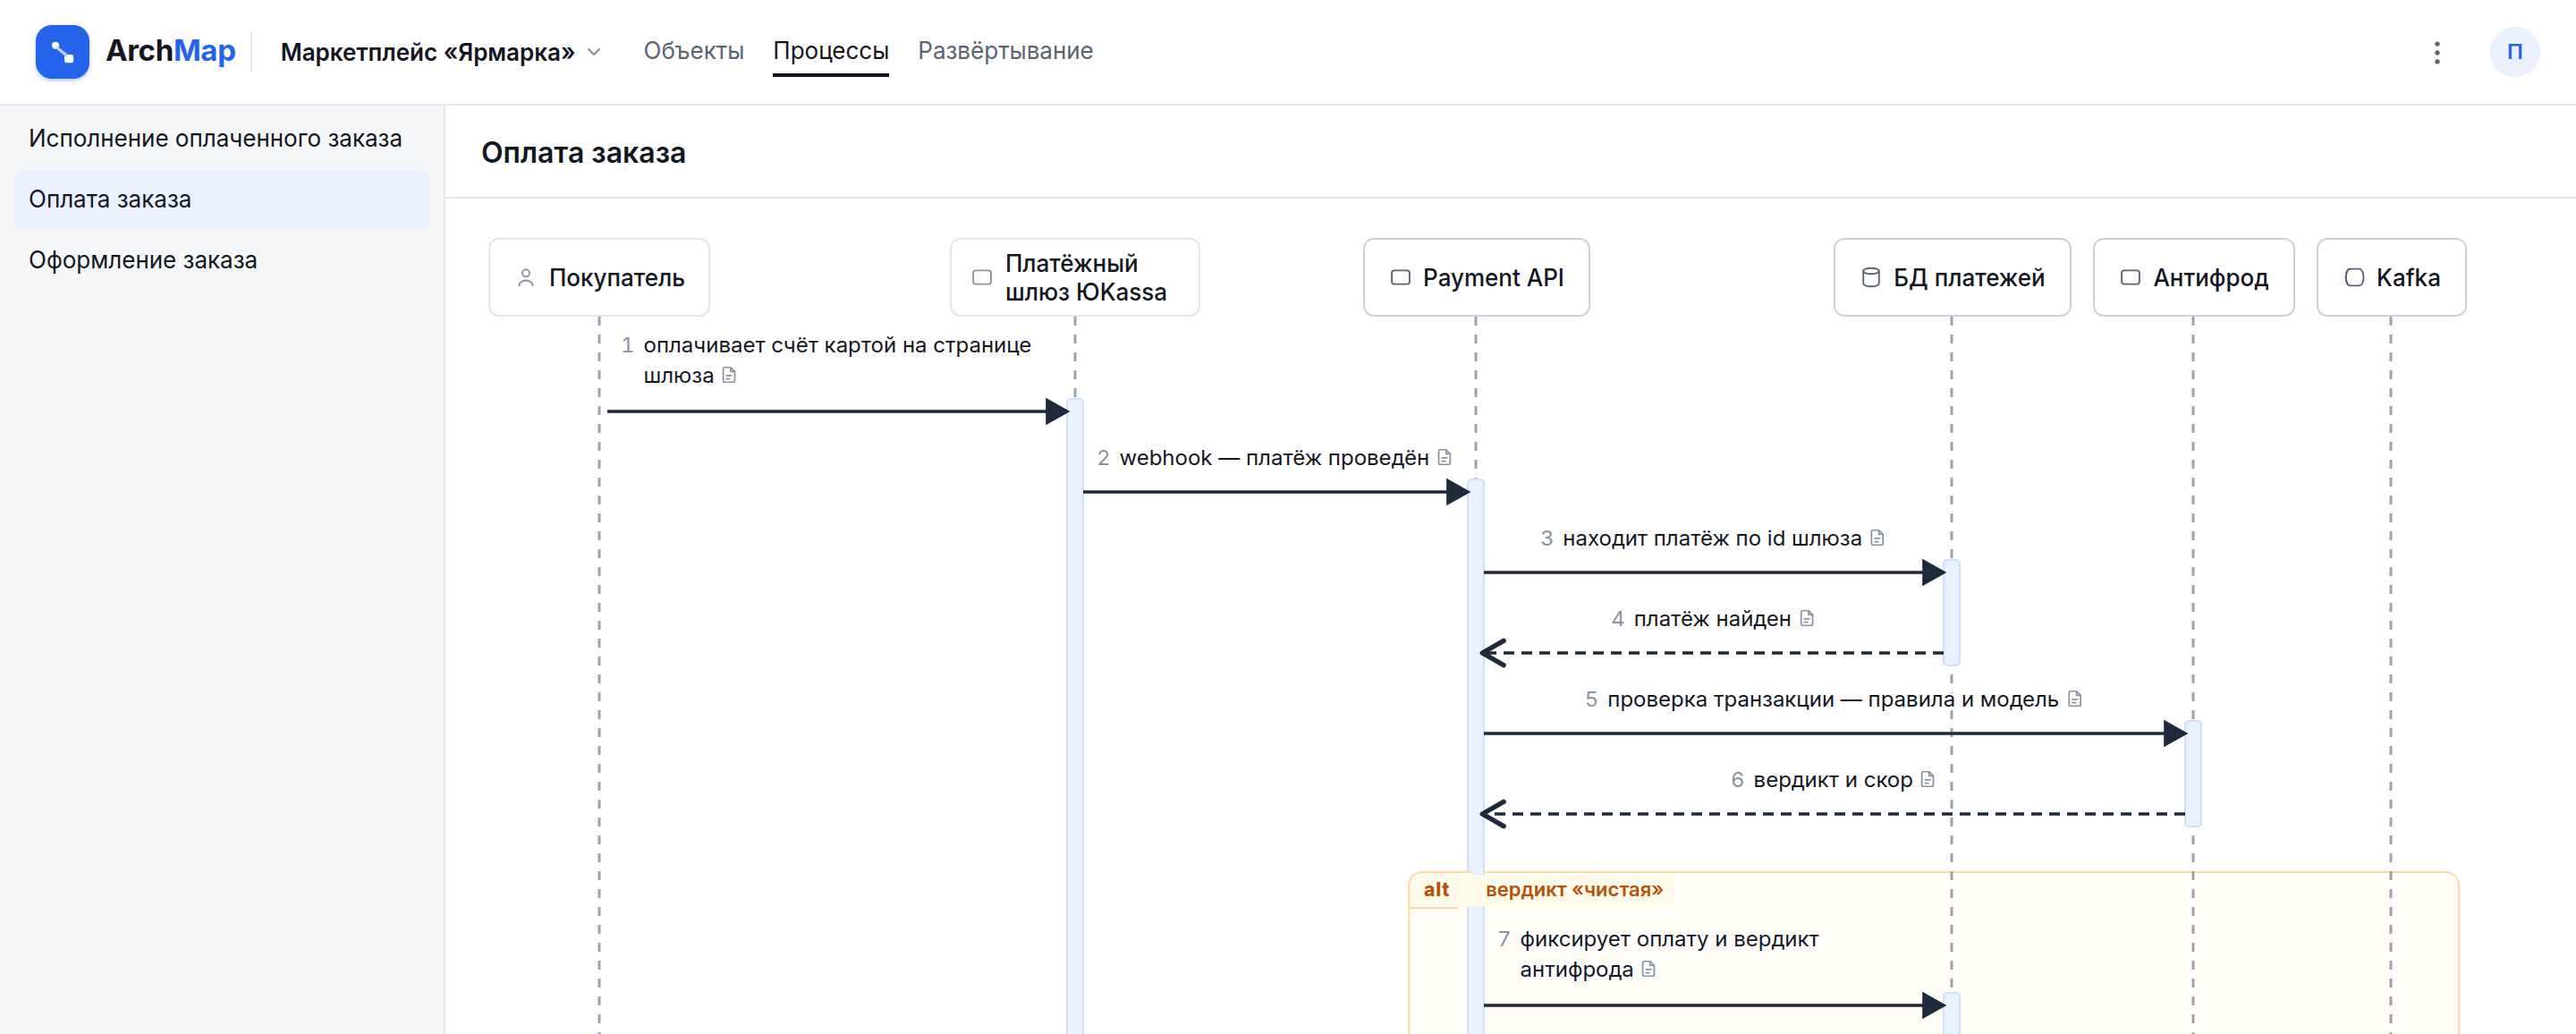 ArchMap
Маркетплейс «Ярмарка»
Объекты
Процессы
Развёртывание
П
Исполнение оплаченного заказа
Оплата заказа
Оформление заказа
Оплата заказа
Покупатель
Платёжный
шлюз ЮKassa
Payment API
БД платежей
Антифрод
Kafka
1 оплачивает счёт картой на странице
шлюза
2 webhook — платёж проведён
3 находит платёж по id шлюза
4 платёж найден
5 проверка транзакции — правила и модель
6 вердикт и скор
alt вердикт «чистая»
7 фиксирует оплату и вердикт
антифрода